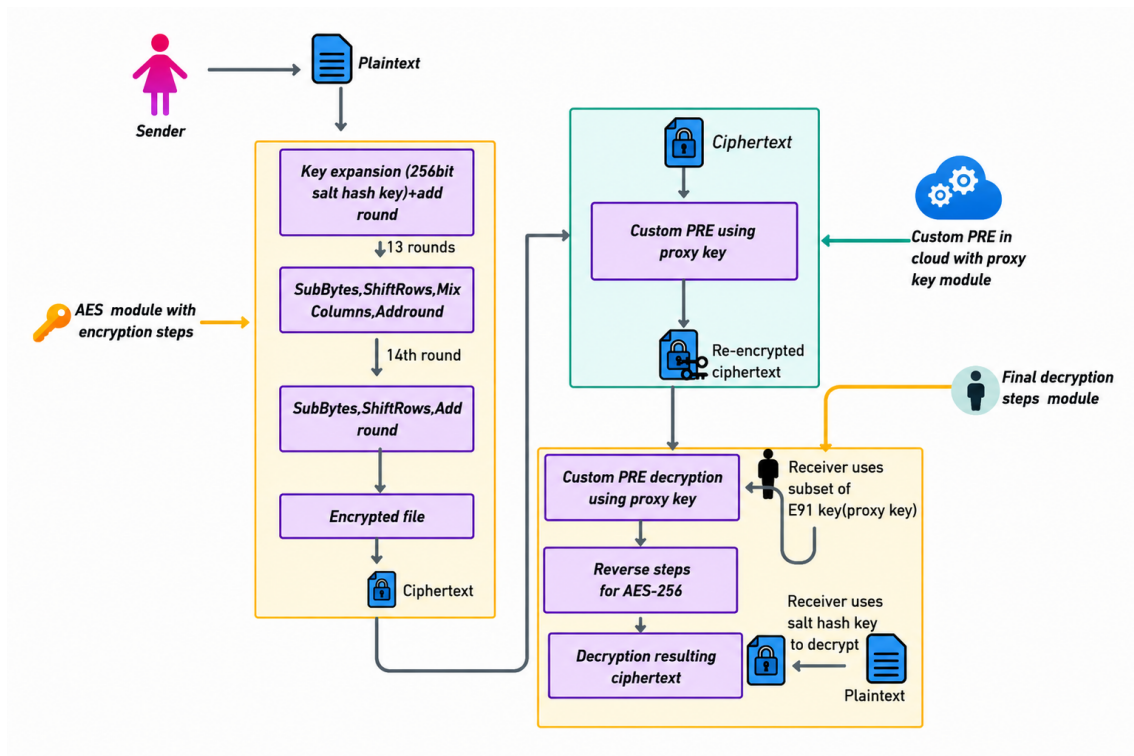 Plaintext
Sender
Key expansion (256bit
salt hash key)+add
round
13 rounds
SubBytes,ShiftRows,Mix
Columns,Addround
14th round
SubBytes,ShiftRows,Add
round
Encrypted file
Ciphertext
AES module with
encryption steps
Ciphertext
Custom PRE using
proxy key
Re-encrypted
ciphertext
Custom PRE in
cloud with proxy
key module
Final decryption
steps module
Custom PRE decryption
using proxy key
Receiver uses
subset of
E91 key(proxy key)
Reverse steps
for AES-256
Receiver uses
salt hash key
to decrypt
Decryption resulting
ciphertext
Plaintext